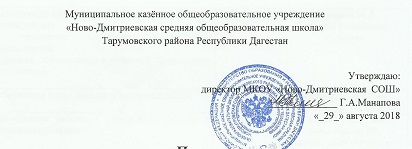 Муниципальное казённое общеобразовательное учреждение
«Ново-Дмитриевская средняя общеобразовательная школа»
Тарумовского района Республики Дагестан
Утверждаю:
директор МКОУ «Ново-Дмитриевская СОШ»
Г.А.Манапова
«_29_» августа 2018